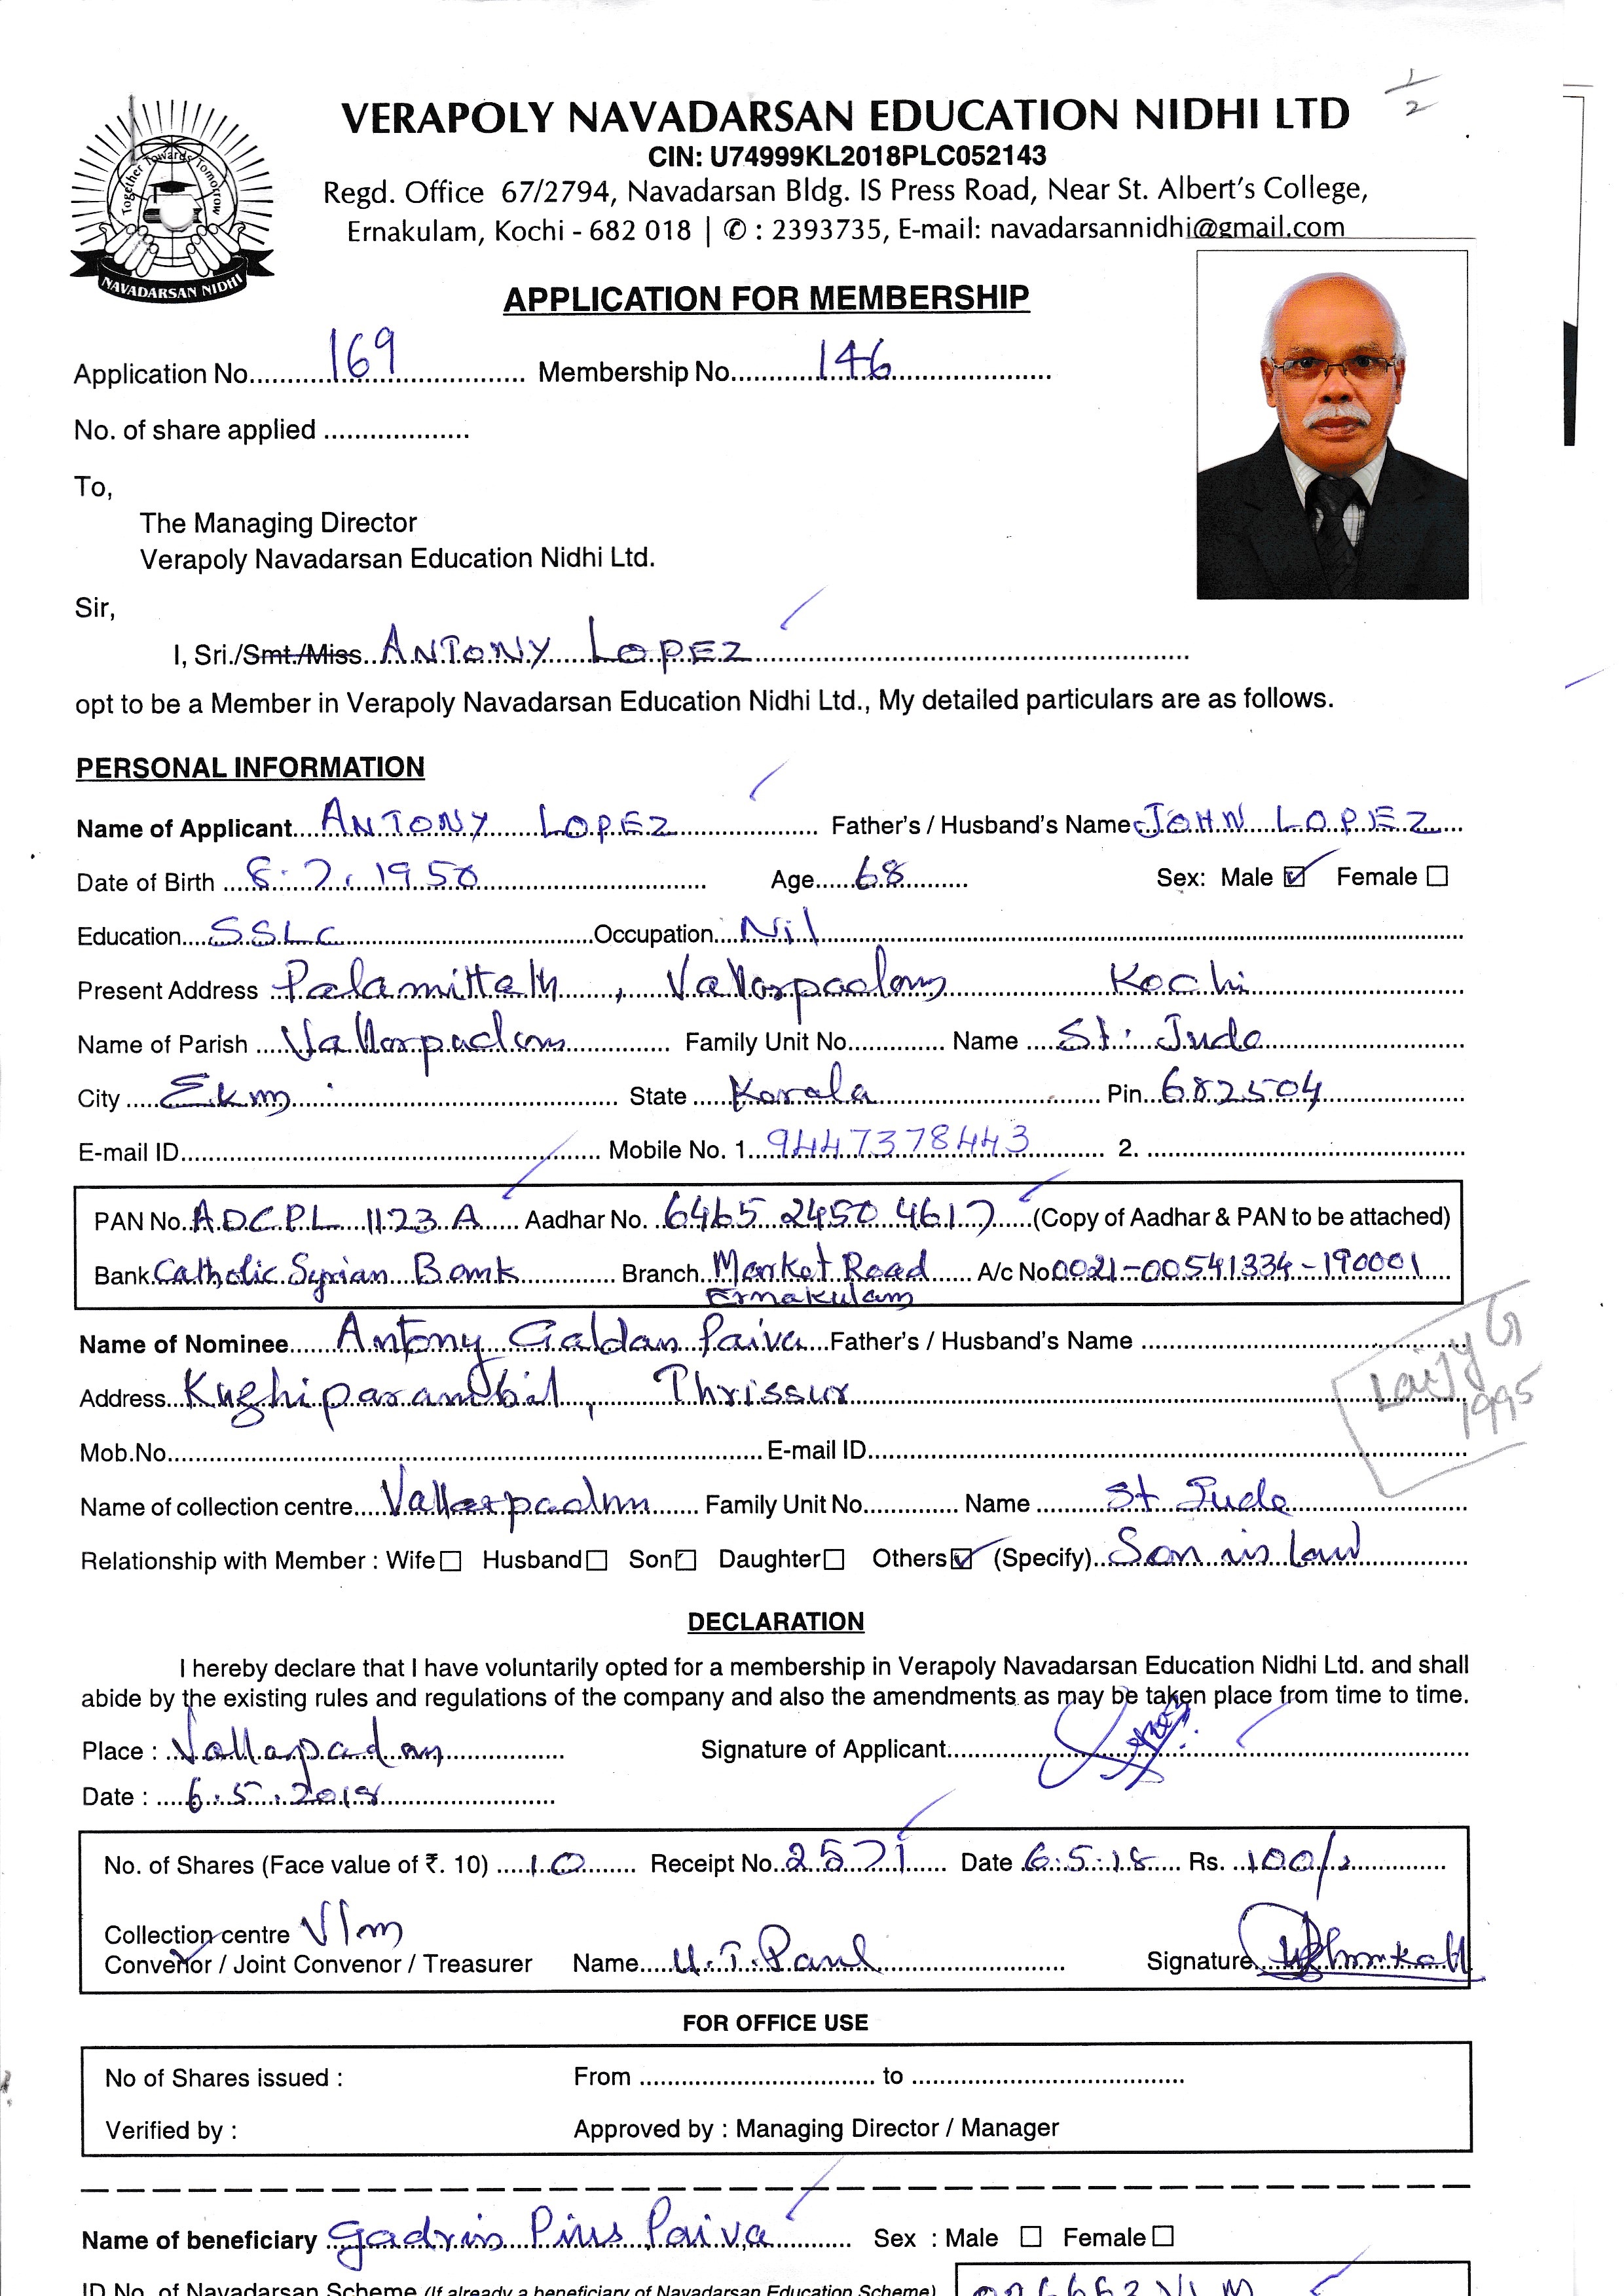 1/2
VERAPOLY NAVADARSAN EDUCATION NIDHI LTD
CIN: U74999KL2018PLC052143
Regd. Office 67/2794, Navadarsan Bldg. IS Press Road, Near St. Albert's College,
Ernakulam, Kochi - 682 018 | ✆ : 2393735, E-mail: navadarsannidhi@gmail.com
Together Towards Tomorrow
NAVADARSAN NIDHI
APPLICATION FOR MEMBERSHIP
Application No. 169 Membership No. 146
No. of share applied
To,
The Managing Director
Verapoly Navadarsan Education Nidhi Ltd.
Sir,
I, Sri./Smt./Miss. ANTONY LOPEZ
opt to be a Member in Verapoly Navadarsan Education Nidhi Ltd., My detailed particulars are as follows.
PERSONAL INFORMATION
Name of Applicant ANTONY LOPEZ Father's / Husband's Name JOHN LOPEZ
Date of Birth 8.7.1950 Age 68 Sex: Male ☑ Female ☐
Education SSLC Occupation Nil
Present Address Palamittath, Vallarpadam Kochi
Name of Parish Vallarpadam Family Unit No. Name St. Jude
City Ekm State Kerala Pin 682504
E-mail ID Mobile No. 1. 9447378443 2.
PAN No. ADCPL 1123 A Aadhar No. 6465 2450 4617 (Copy of Aadhar & PAN to be attached)
Bank Catholic Syrian Bank Branch Market Road A/c No 0021-00541334-190001
Ernakulam
Name of Nominee Antony Galdan Paiva Father's / Husband's Name
Laijy G
1995
Address Kughiparambil, Thrissur
Mob.No. E-mail ID
Name of collection centre Vallarpadam Family Unit No. Name St Jude
Relationship with Member : Wife ☐ Husband ☐ Son ☐ Daughter ☐ Others ☑ (Specify) Son in law
DECLARATION
I hereby declare that I have voluntarily opted for a membership in Verapoly Navadarsan Education Nidhi Ltd. and shall
abide by the existing rules and regulations of the company and also the amendments as may be taken place from time to time.
Place : Vallarpadam Signature of Applicant
Date : 6.5.2018
No. of Shares (Face value of ₹. 10) 10 Receipt No. 2571 Date 6.5.18 Rs. 100/-
Collection centre Vlm
Convenor / Joint Convenor / Treasurer Name U.T. Paul Signature
FOR OFFICE USE
No of Shares issued : From to
Verified by : Approved by : Managing Director / Manager
Name of beneficiary Gadrin Pius Paiva Sex : Male ☐ Female ☐
ID No. of Navadarsan Scheme (If already a beneficiary of Navadarsan Education Scheme)